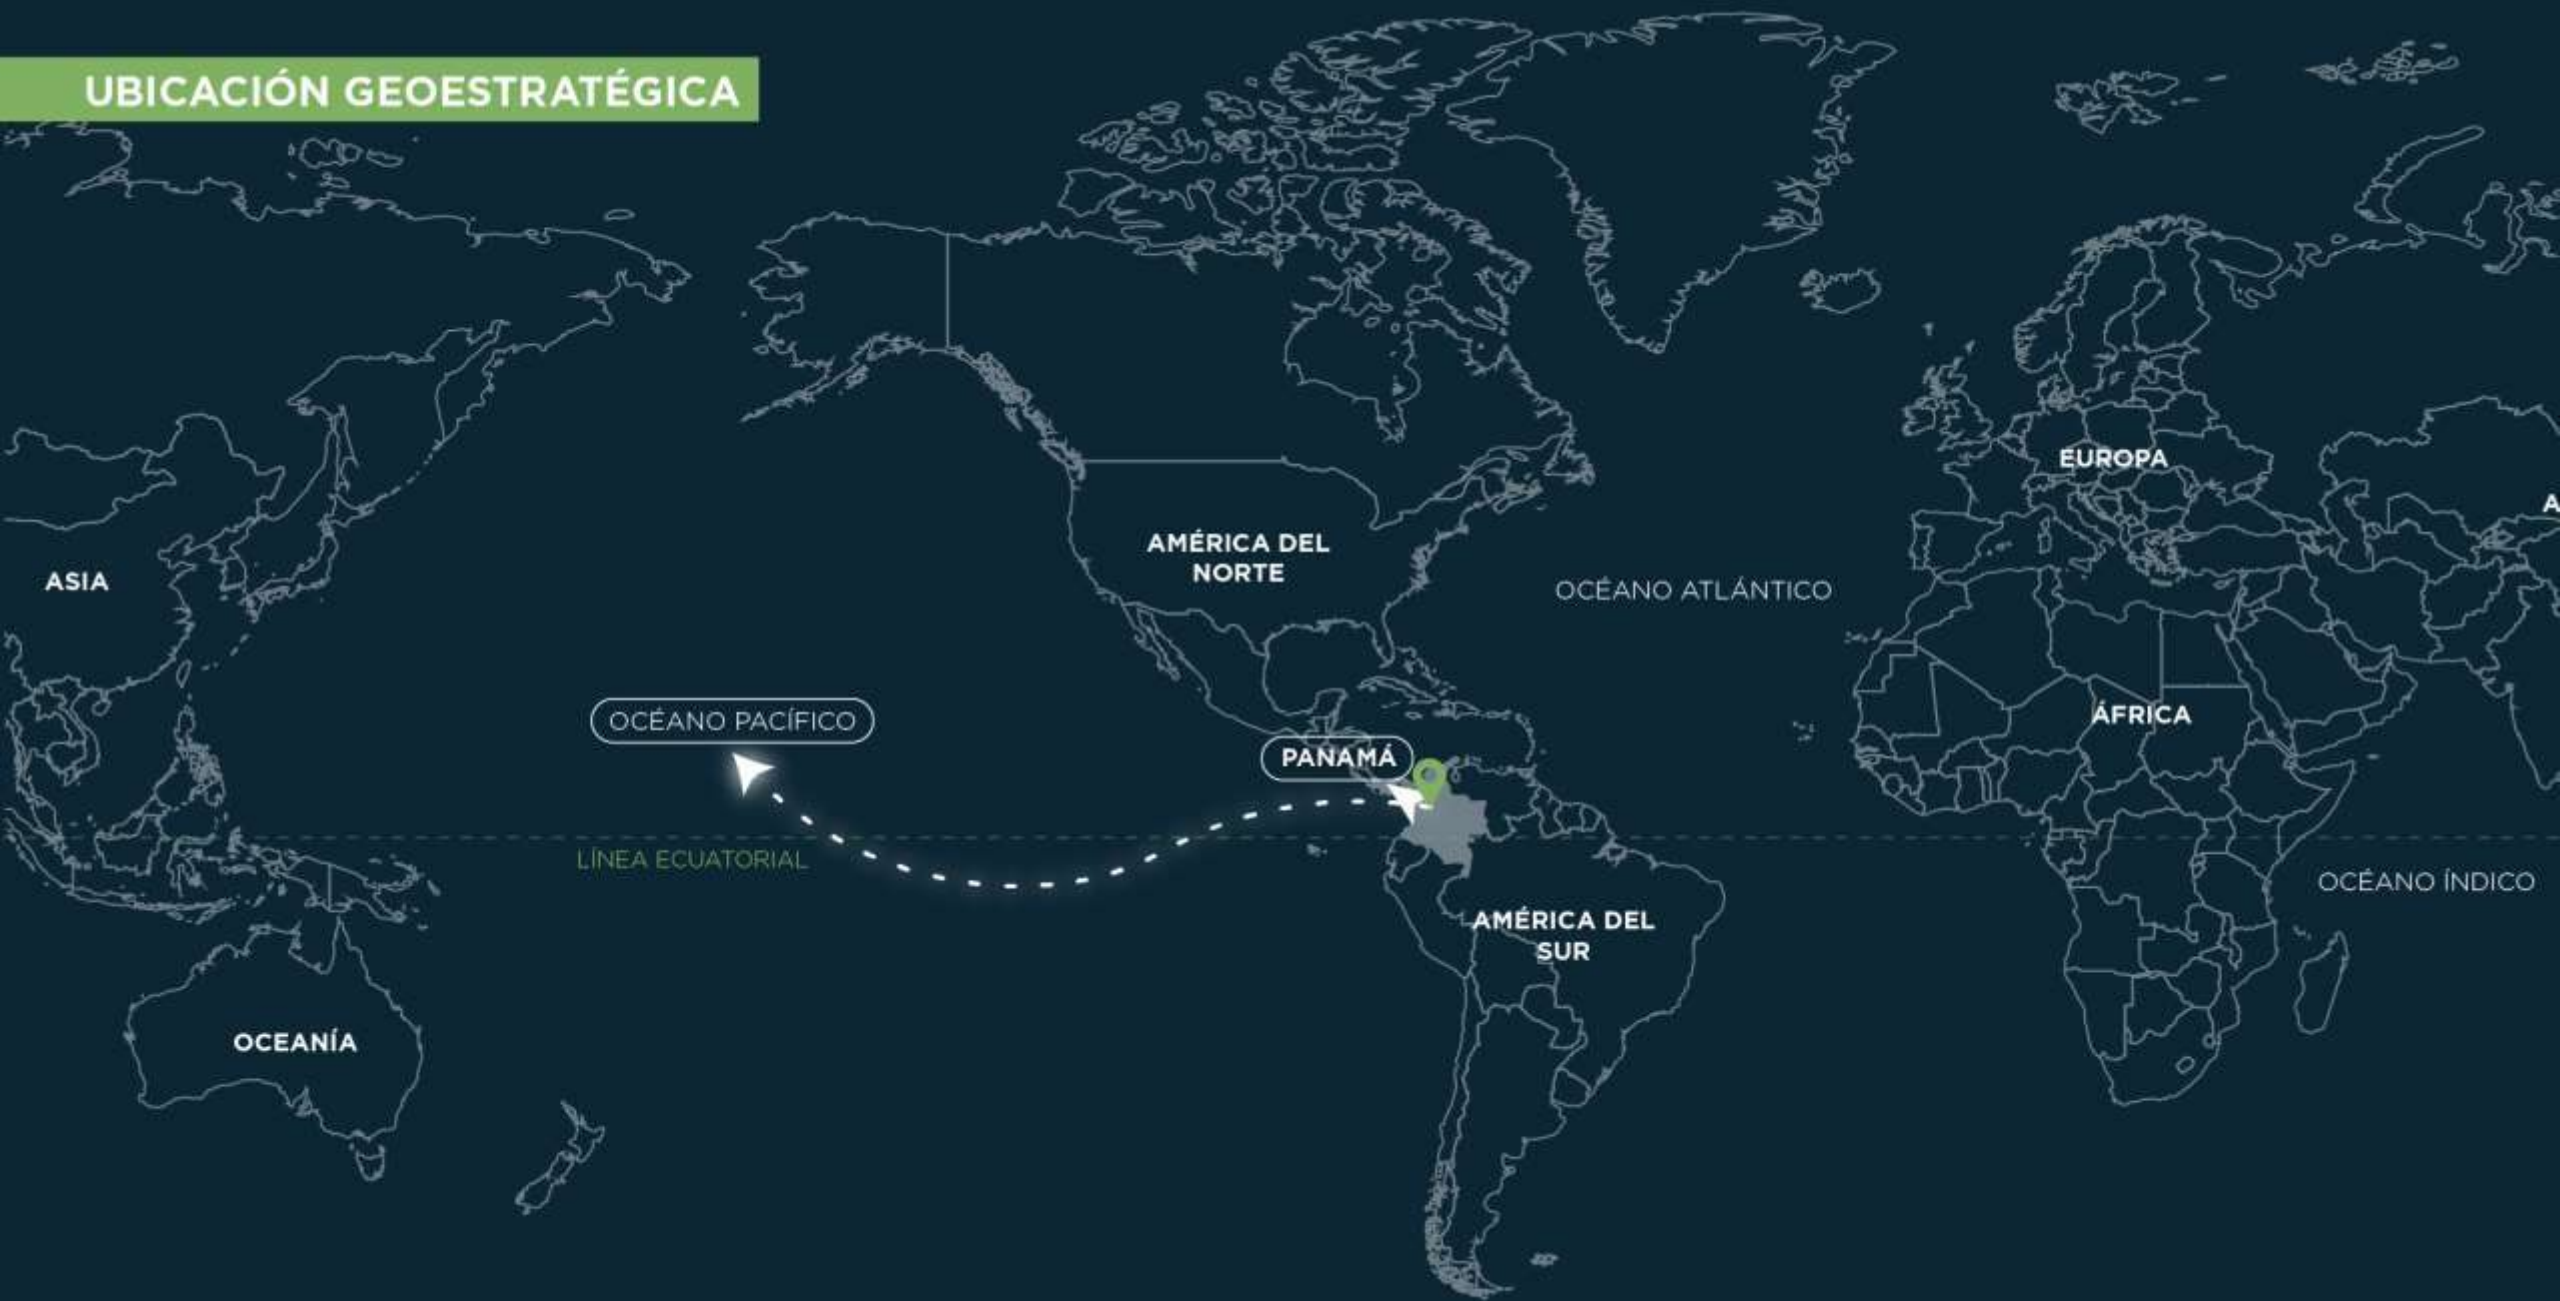 UBICACIÓN GEOESTRATÉGICA
EUROPA
A
AMÉRICA DEL
NORTE
ASIA
OCÉANO ATLÁNTICO
OCÉANO PACÍFICO
ÁFRICA
PANAMÁ
LÍNEA ECUATORIAL
OCÉANO ÍNDICO
AMÉRICA DEL
SUR
OCEANÍA